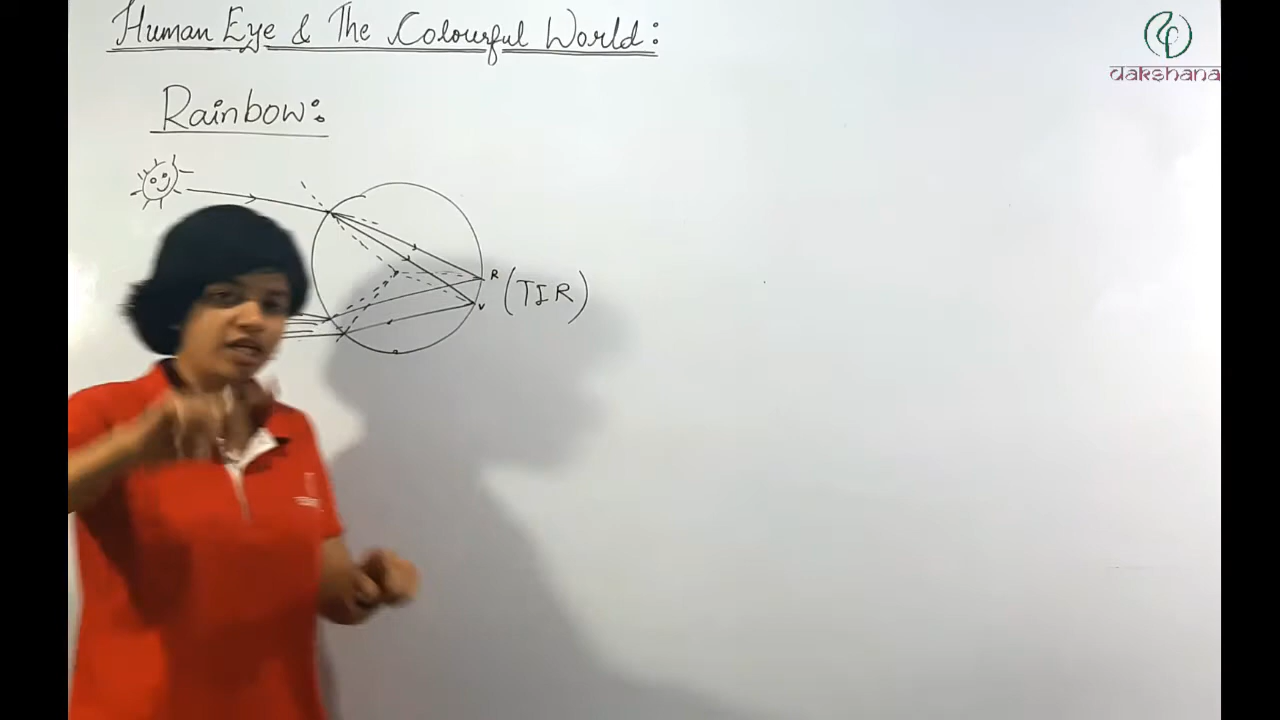 Human Eye & The Colourful World:
dakshana
Rainbow:
R
(TIR)
V